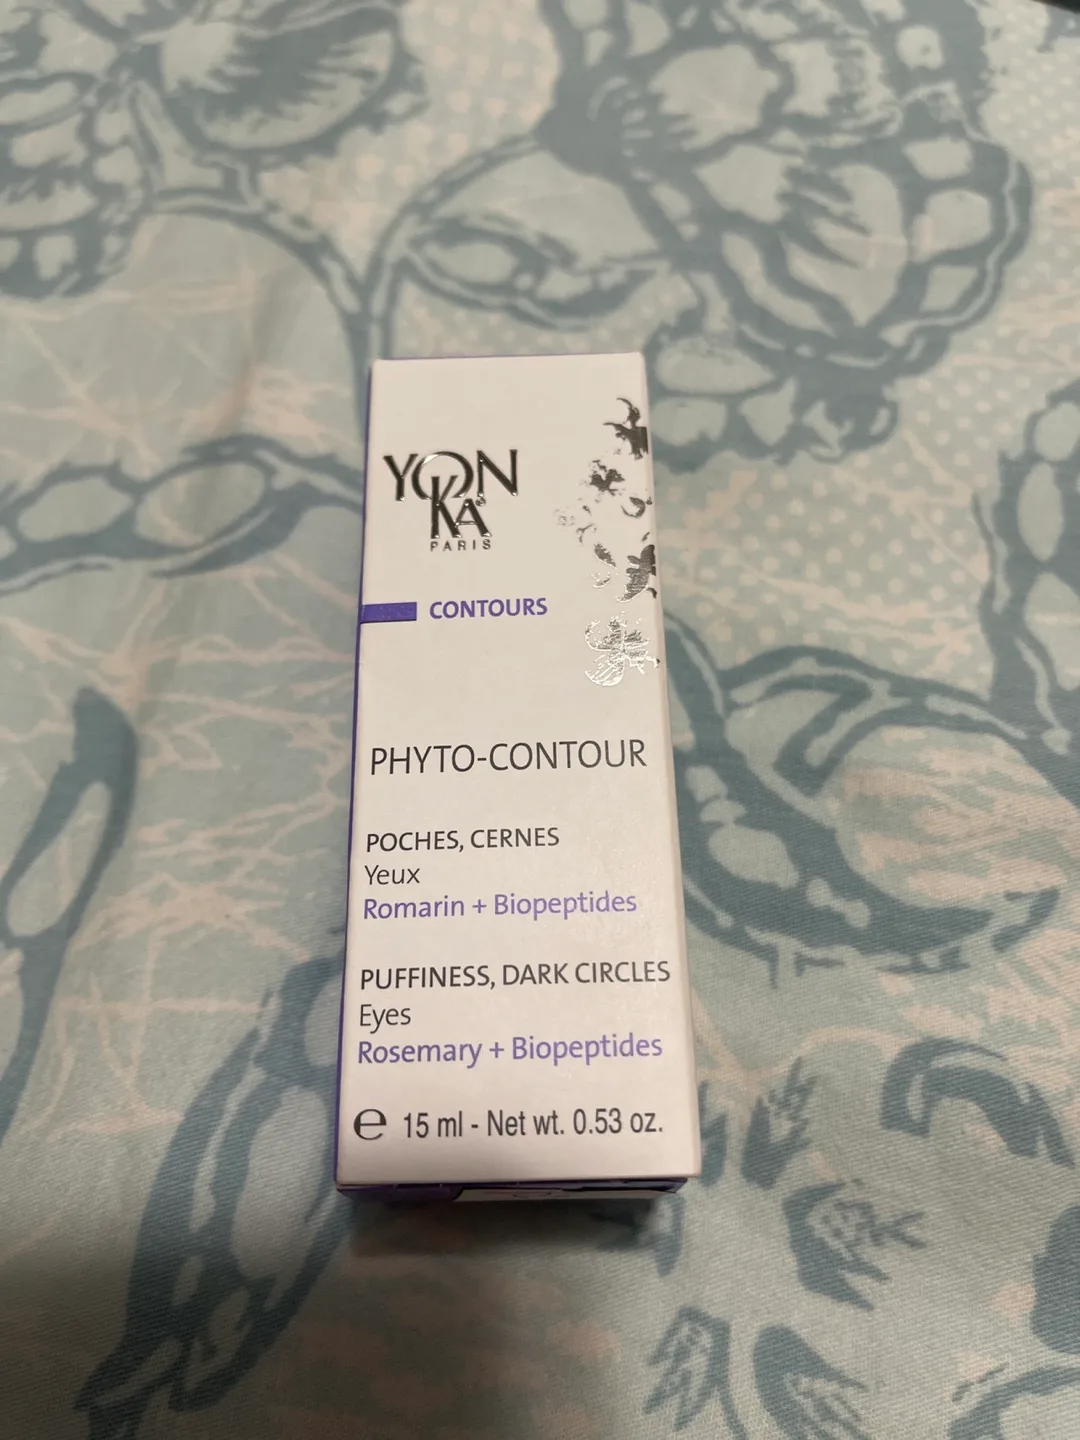 YON
KA
PARIS
CONTOURS
PHYTO-CONTOUR
POCHES, CERNES
Yeux
Romarin + Biopeptides
PUFFINESS, DARK CIRCLES
Eyes
Rosemary + Biopeptides
℮ 15 ml - Net wt. 0.53 oz.